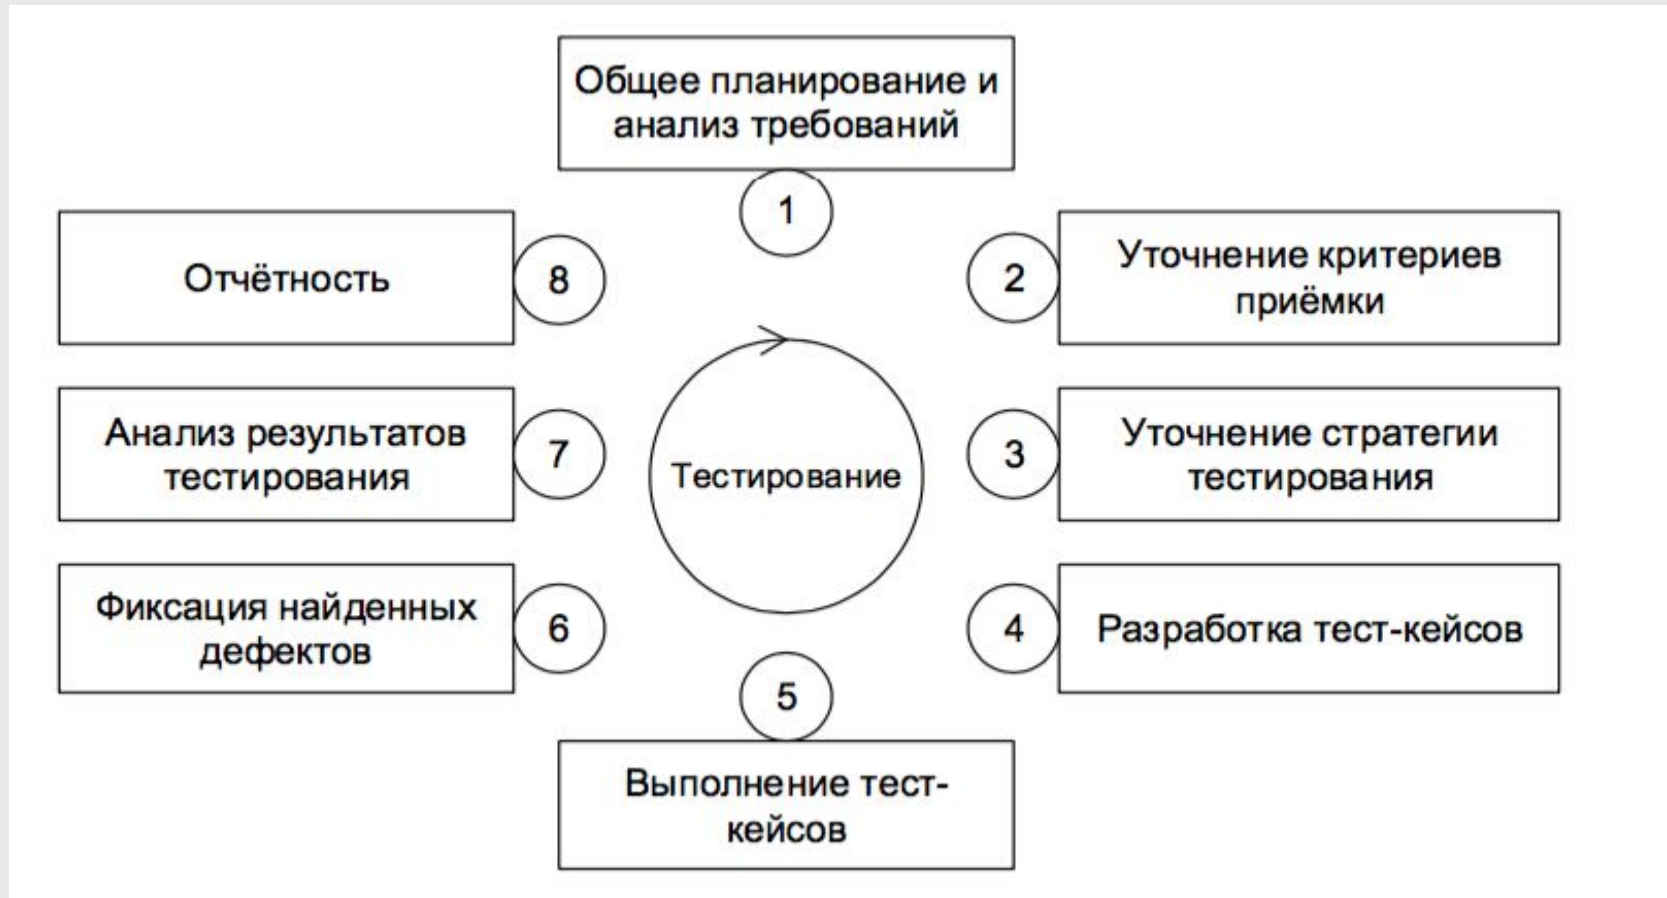 Общее планирование и
анализ требований
1
2
Уточнение критериев
приёмки
3
Уточнение стратегии
тестирования
4
Разработка тест-кейсов
5
Выполнение тест-
кейсов
6
Фиксация найденных
дефектов
7
Анализ результатов
тестирования
8
Отчётность
Тестирование